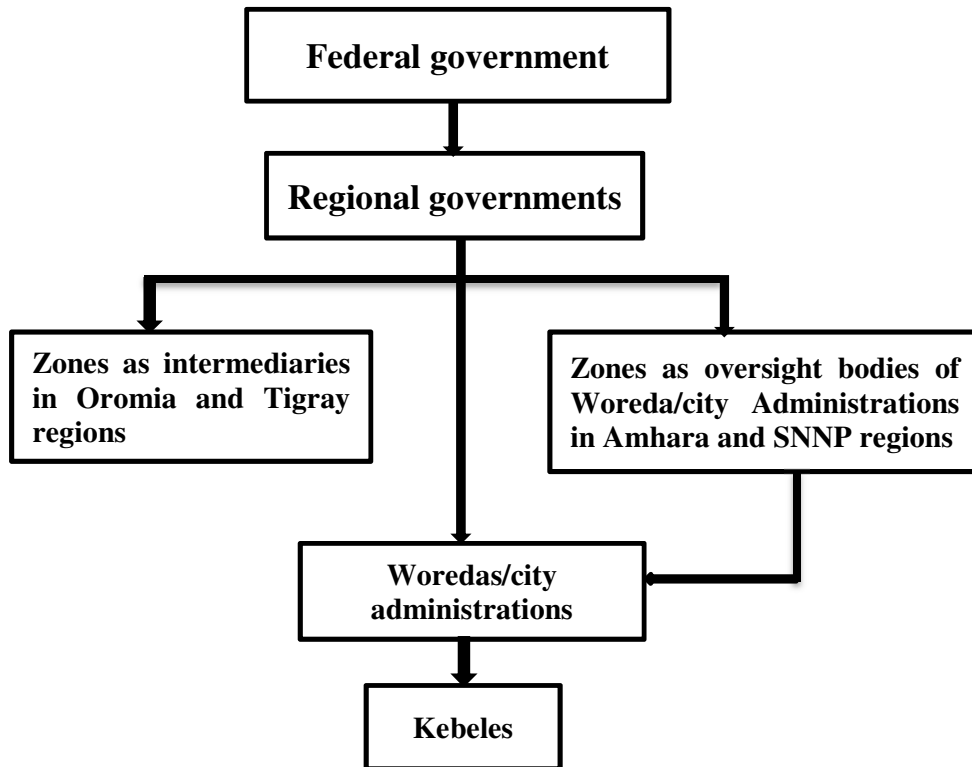 Federal government
Regional governments
Zones as intermediaries
in Oromia and Tigray
regions
Zones as oversight bodies of
Woreda/city Administrations
in Amhara and SNNP regions
Woredas/city
administrations
Kebeles